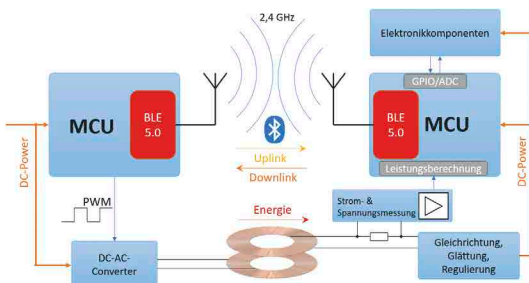 2,4 GHz
Elektronikkomponenten
GPIO/ADC
MCU
BLE
5.0
BLE
5.0
MCU
DC-Power
DC-Power
Uplink
Downlink
Leistungsberechnung
PWM
Energie
Strom- &
Spannungsmessung
DC-AC-
Converter
Gleichrichtung,
Glättung,
Regulierung